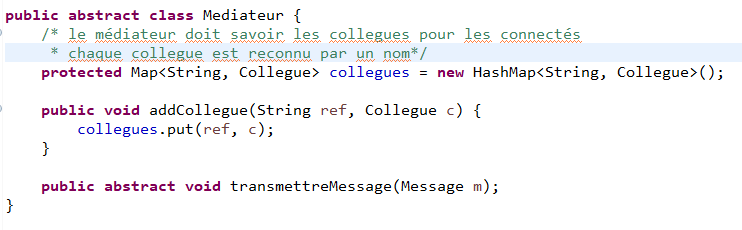 public abstract class Mediateur {
/* le médiateur doit savoir les collegues pour les connectés
* chaque collegue est reconnu par un nom*/
protected Map<String, Collegue> collegues = new HashMap<String, Collegue>();
public void addCollegue(String ref, Collegue c) {
collegues.put(ref, c);
}
public abstract void transmettreMessage(Message m);
}